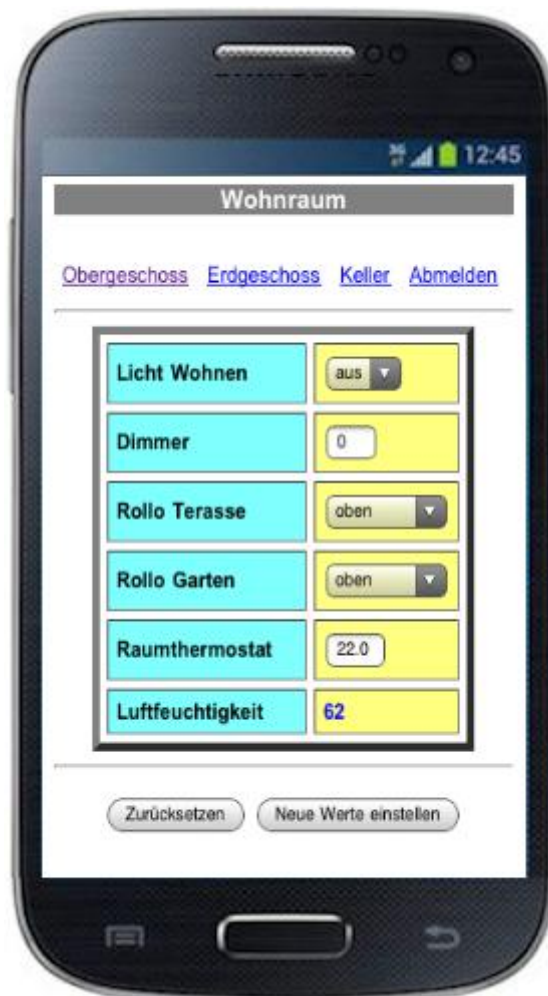 3G 12:45
Wohnraum
Obergeschoss Erdgeschoss Keller Abmelden
Licht Wohnen aus
Dimmer 0
Rollo Terasse oben
Rollo Garten oben
Raumthermostat 22.0
Luftfeuchtigkeit 62
Zurücksetzen Neue Werte einstellen